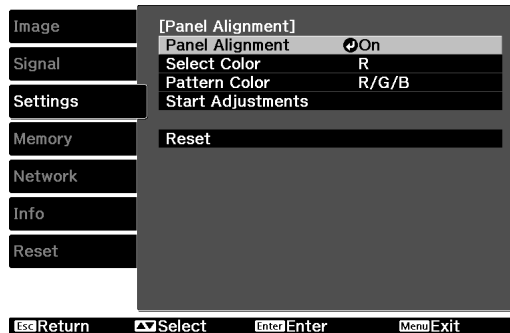 Image
Signal
Settings
Memory
Network
Info
Reset
[Panel Alignment]
Panel Alignment On
Select Color R
Pattern Color R/G/B
Start Adjustments
Reset
Esc Return Select Enter Enter Menu Exit